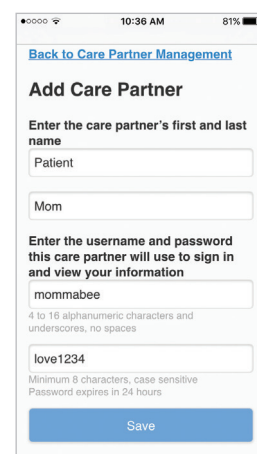 10:36 AM 81%
Back to Care Partner Management
Add Care Partner
Enter the care partner's first and last
name
Patient
Mom
Enter the username and password
this care partner will use to sign in
and view your information
mommabee
4 to 16 alphanumeric characters and
underscores, no spaces
love1234
Minimum 8 characters, case sensitive
Password expires in 24 hours
Save